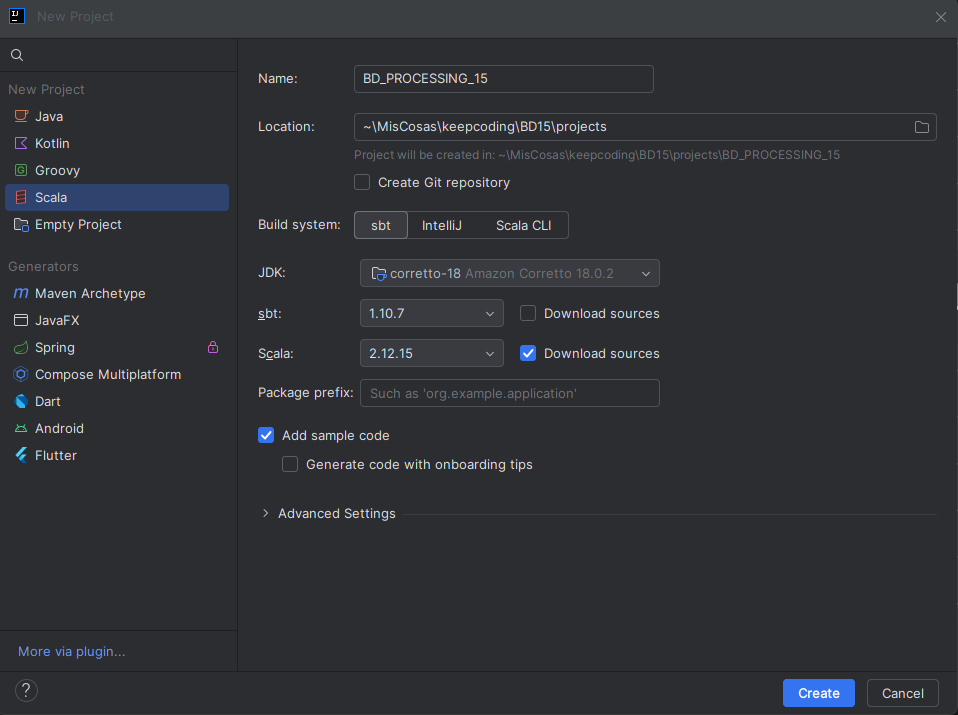 New Project
New Project
Java
Kotlin
Groovy
Scala
Empty Project
Generators
Maven Archetype
JavaFX
Spring
Compose Multiplatform
Dart
Android
Flutter
More via plugin...
?
Name: BD_PROCESSING_15
Location: ~\MisCosas\keepcoding\BD15\projects
Project will be created in: ~\MisCosas\keepcoding\BD15\projects\BD_PROCESSING_15
Create Git repository
Build system: sbt IntelliJ Scala CLI
JDK: corretto-18 Amazon Corretto 18.0.2
sbt: 1.10.7 Download sources
Scala: 2.12.15 Download sources
Package prefix: Such as 'org.example.application'
Add sample code
Generate code with onboarding tips
Advanced Settings
Create Cancel